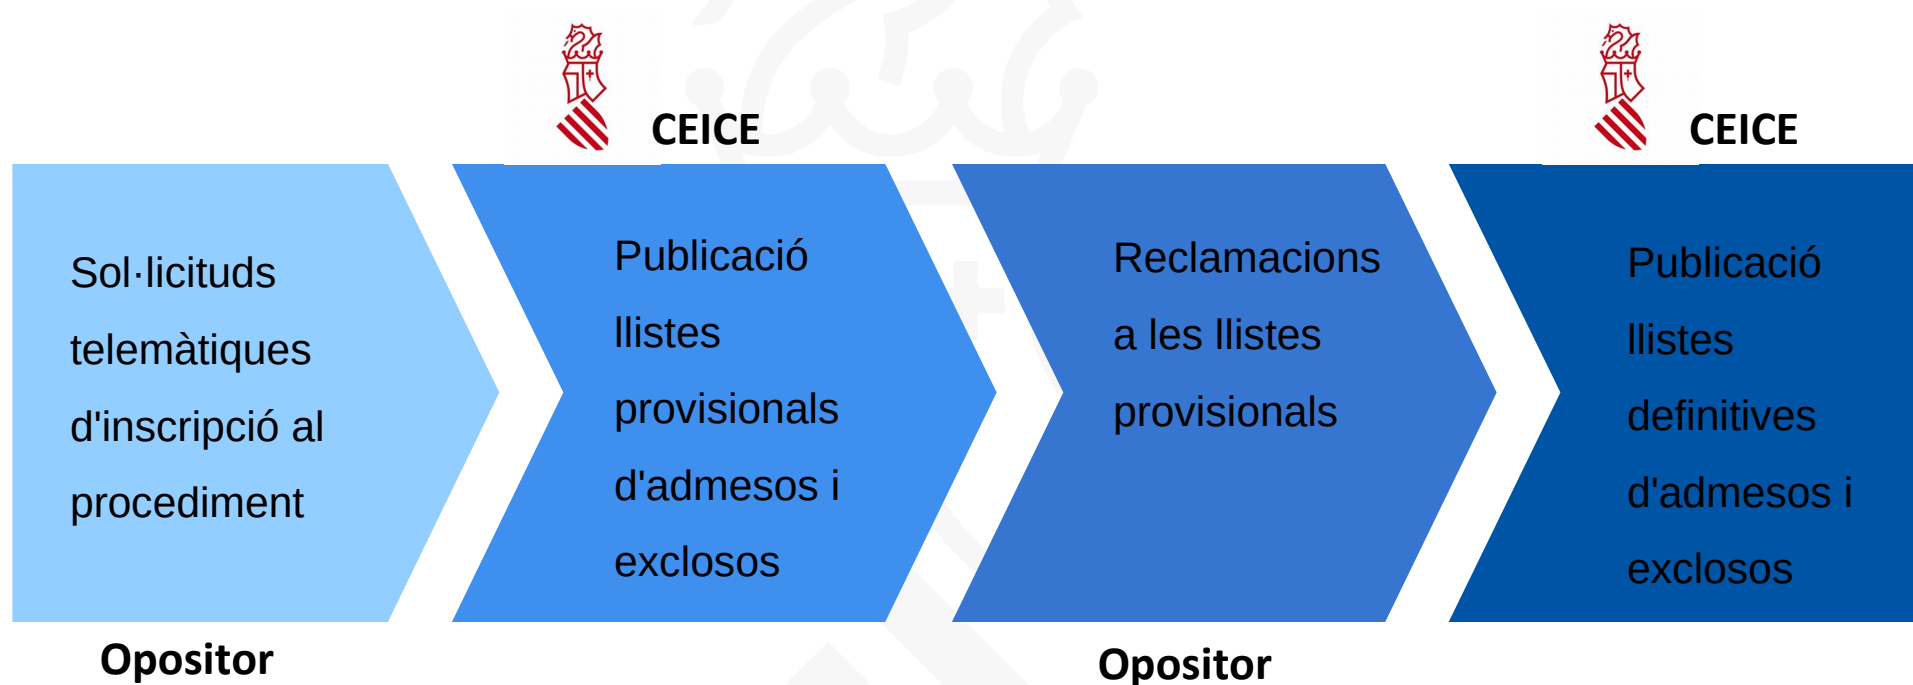 CEICE
CEICE
Sol·licituds
telemàtiques
d'inscripció al
procediment
Publicació
llistes
provisionals
d'admesos i
exclosos
Reclamacions
a les llistes
provisionals
Publicació
llistes
definitives
d'admesos i
exclosos
Opositor
Opositor